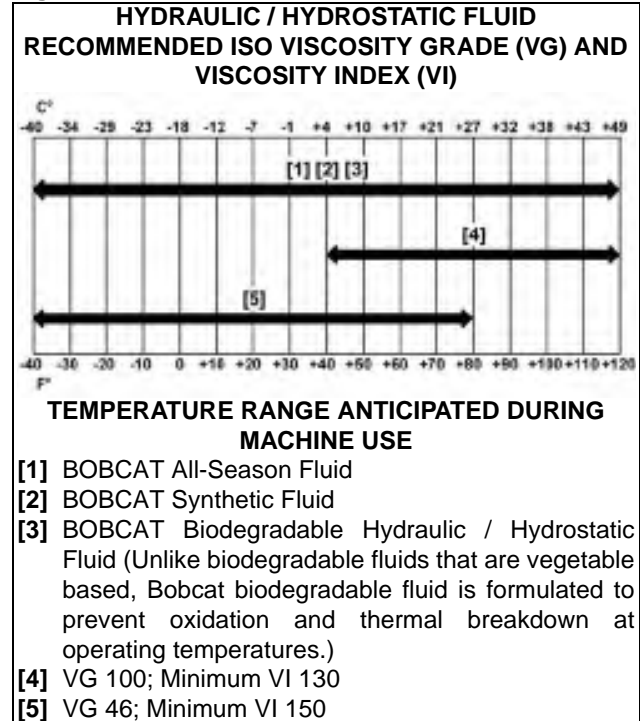 HYDRAULIC / HYDROSTATIC FLUID
RECOMMENDED ISO VISCOSITY GRADE (VG) AND
VISCOSITY INDEX (VI)
C°
-40 -34 -29 -23 -18 -12 -7 -1 +4 +10 +17 +21 +27 +32 +38 +43 +49
[1] [2] [3]
[4]
[5]
-40 -30 -20 -10 0 +10 +20 +30 +40 +50 +60 +70 +80 +90 +100 +110 +120
F°
TEMPERATURE RANGE ANTICIPATED DURING
MACHINE USE
[1] BOBCAT All-Season Fluid
[2] BOBCAT Synthetic Fluid
[3] BOBCAT Biodegradable Hydraulic / Hydrostatic
Fluid (Unlike biodegradable fluids that are vegetable
based, Bobcat biodegradable fluid is formulated to
prevent oxidation and thermal breakdown at
operating temperatures.)
[4] VG 100; Minimum VI 130
[5] VG 46; Minimum VI 150